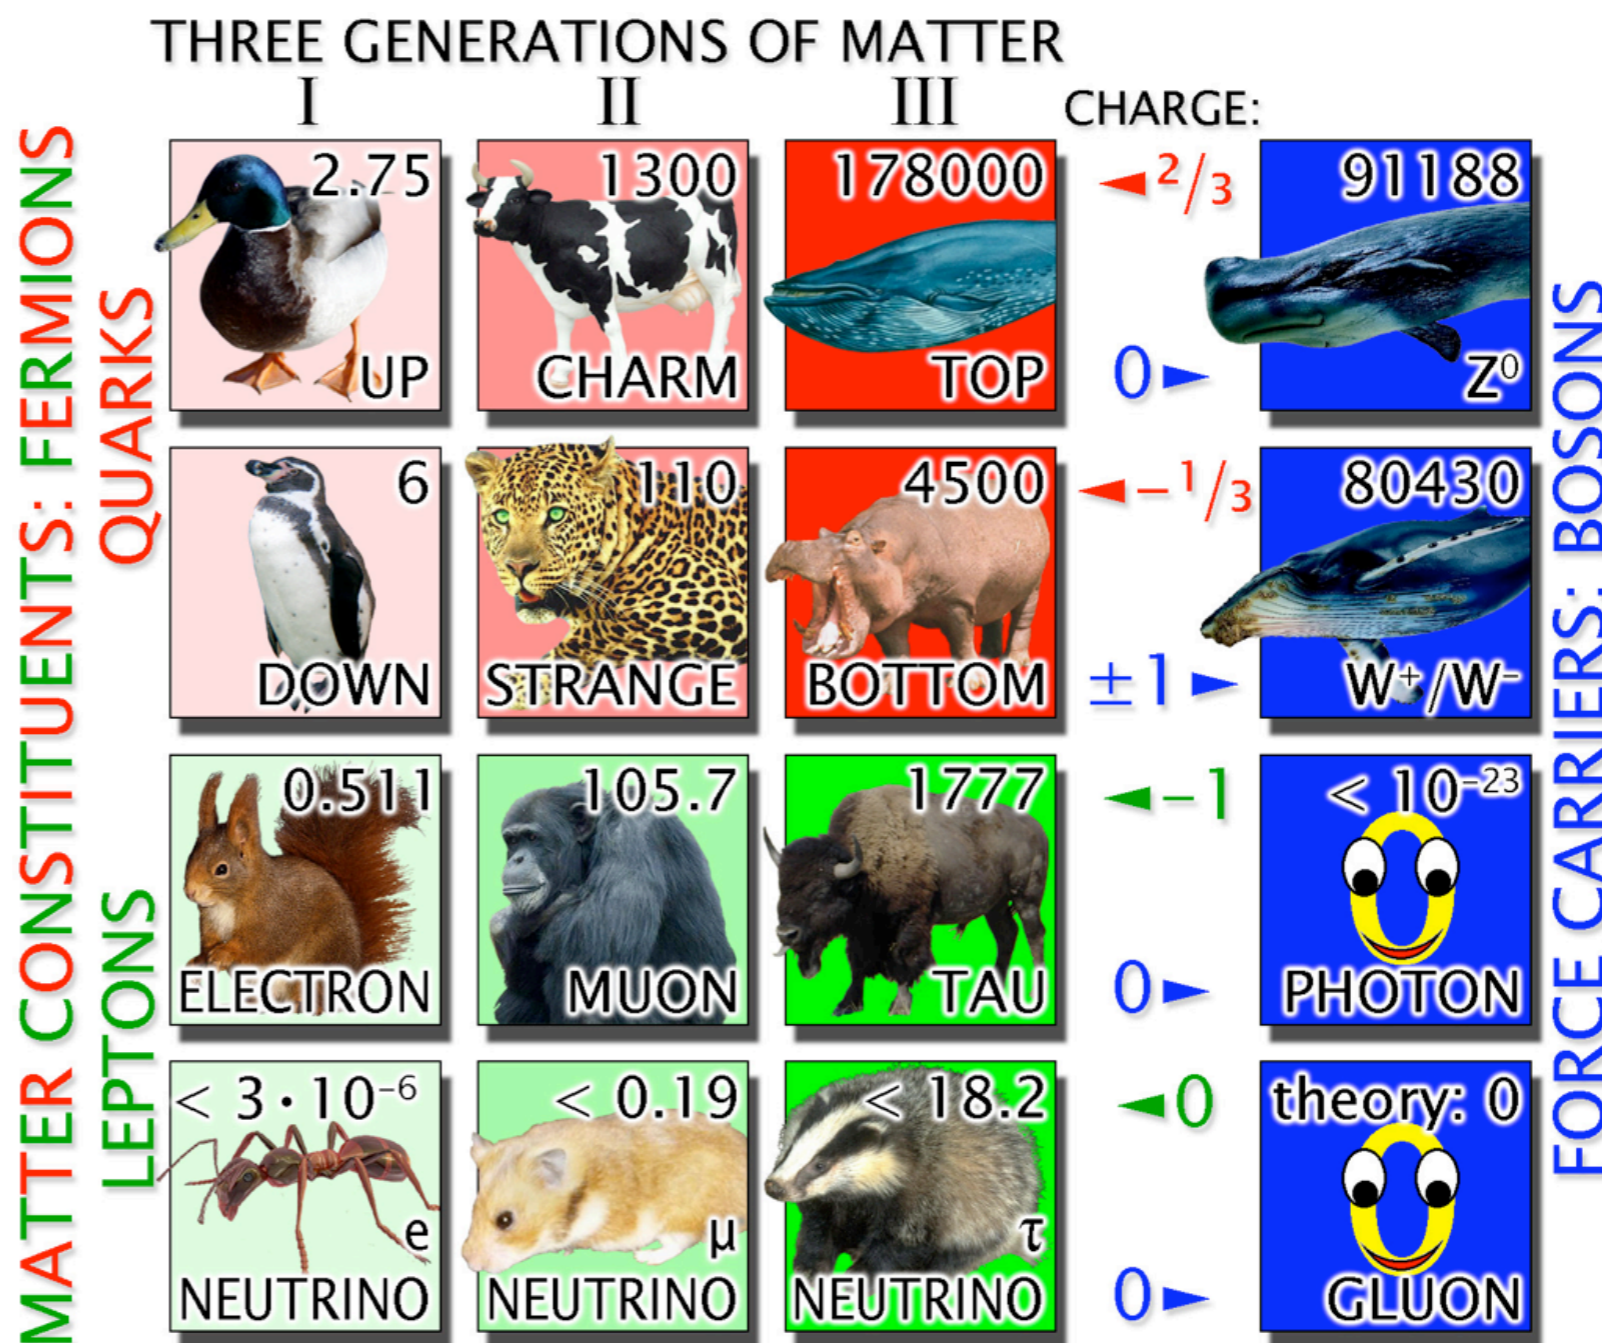 THREE GENERATIONS OF MATTER
I II III CHARGE:
MATTER CONSTITUENTS: FERMIONS
QUARKS
LEPTONS
2.75 1300 178000 ◄ 2/3 91188
UP CHARM TOP 0 ► Z⁰
6 110 4500 ◄ −1/3 80430
DOWN STRANGE BOTTOM ±1 ► W⁺/W⁻
0.511 105.7 1777 ◄ −1 < 10⁻²³
ELECTRON MUON TAU 0 ► PHOTON
< 3·10⁻⁶ < 0.19 < 18.2 ◄ 0 theory: 0
e μ τ
NEUTRINO NEUTRINO NEUTRINO 0 ► GLUON
FORCE CARRIERS: BOSONS